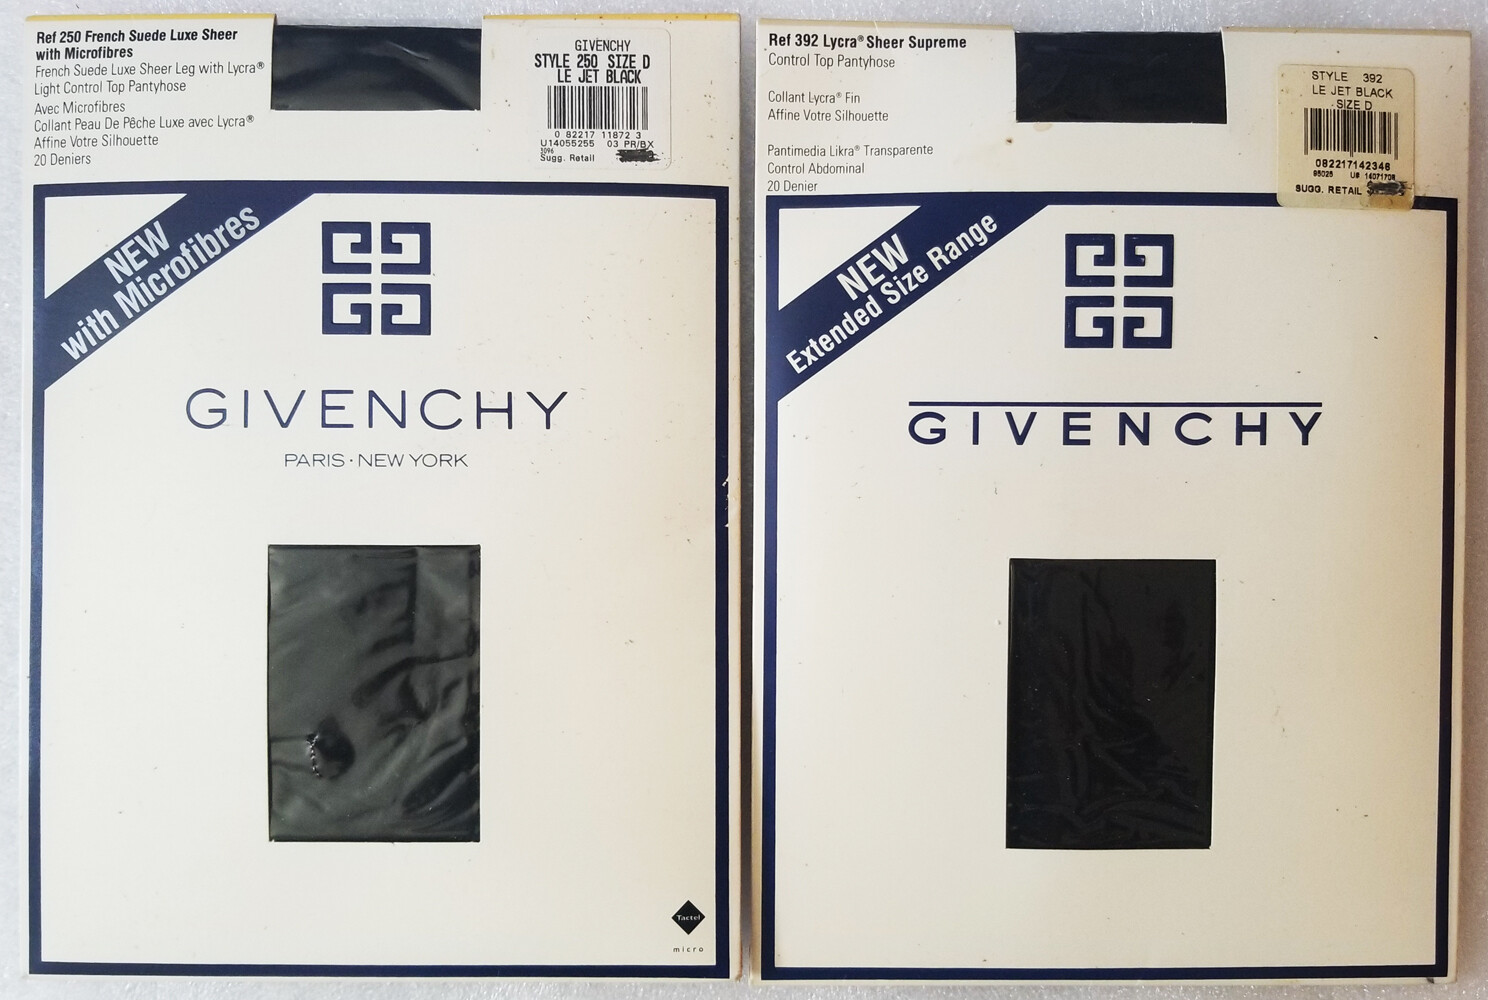 Ref 250 French Suede Luxe Sheer
with Microfibres
French Suede Luxe Sheer Leg with Lycra®
Light Control Top Pantyhose
Avec Microfibres
Collant Peau De Pêche Luxe avec Lycra®
Affine Votre Silhouette
20 Deniers
GIVENCHY
STYLE 250 SIZE D
LE JET BLACK
0 82217 11872 3
U14055255 03 PR/BX
1096
Sugg. Retail
NEW
with Microfibres
GIVENCHY
PARIS · NEW YORK
Tactel
micro
Ref 392 Lycra® Sheer Supreme
Control Top Pantyhose
Collant Lycra® Fin
Affine Votre Silhouette
Pantimedia Likra® Transparente
Control Abdominal
20 Denier
STYLE 392
LE JET BLACK
SIZE D
082217142346
U#
SUGG. RETAIL
NEW
Extended Size Range
GIVENCHY